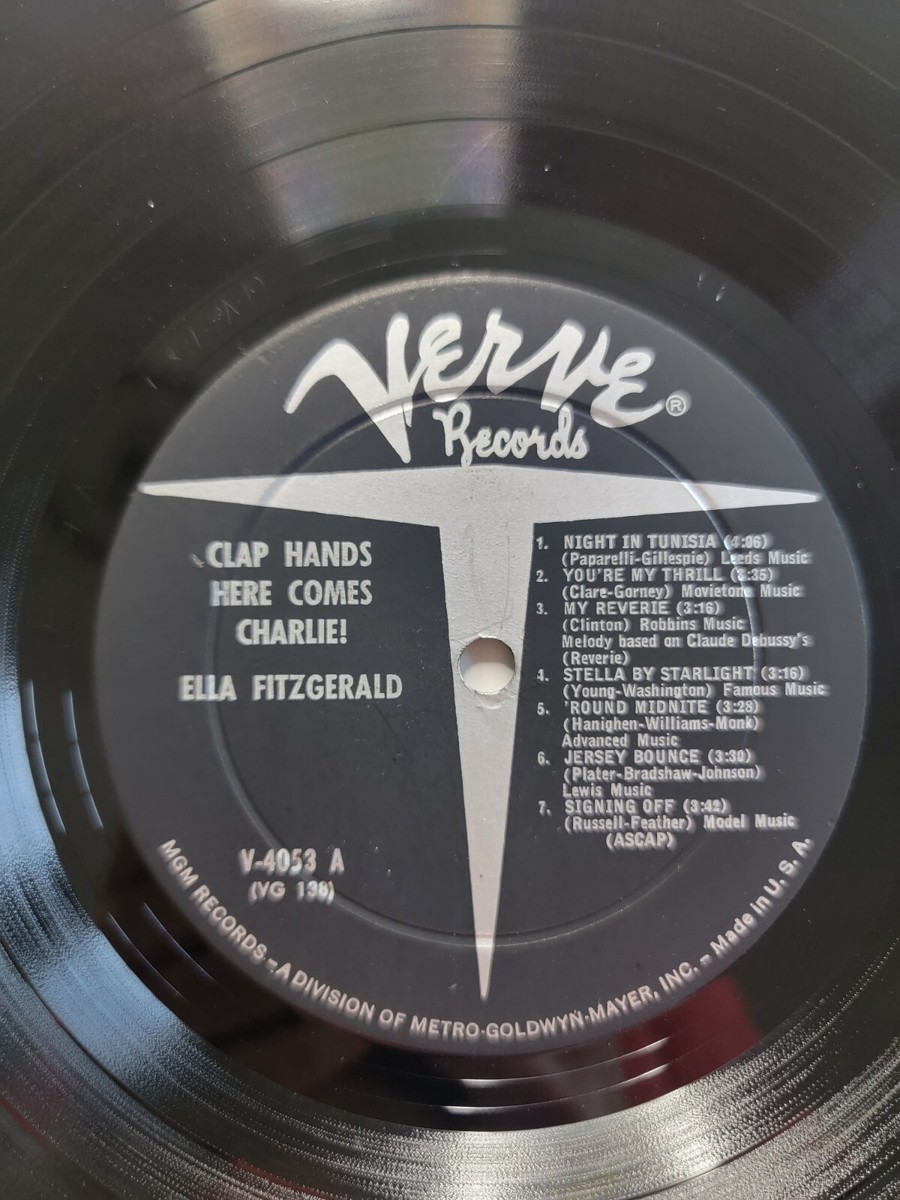 Verve®
Records
CLAP HANDS
HERE COMES
CHARLIE!
ELLA FITZGERALD
1. NIGHT IN TUNISIA (4:06)
(Paparelli-Gillespie) Leeds Music
2. YOU'RE MY THRILL (3:35)
(Clare-Gorney) Movietone Music
3. MY REVERIE (3:16)
(Clinton) Robbins Music
Melody based on Claude Debussy's
(Reverie)
4. STELLA BY STARLIGHT (3:16)
(Young-Washington) Famous Music
5. 'ROUND MIDNITE (3:28)
(Hanighen-Williams-Monk)
Advanced Music
6. JERSEY BOUNCE (3:30)
(Plater-Bradshaw-Johnson)
Lewis Music
7. SIGNING OFF (3:42)
(Russell-Feather) Model Music
(ASCAP)
V-4053 A
(VG 138)
MGM RECORDS - A DIVISION OF METRO-GOLDWYN-MAYER, INC. - Made in U. S. A.